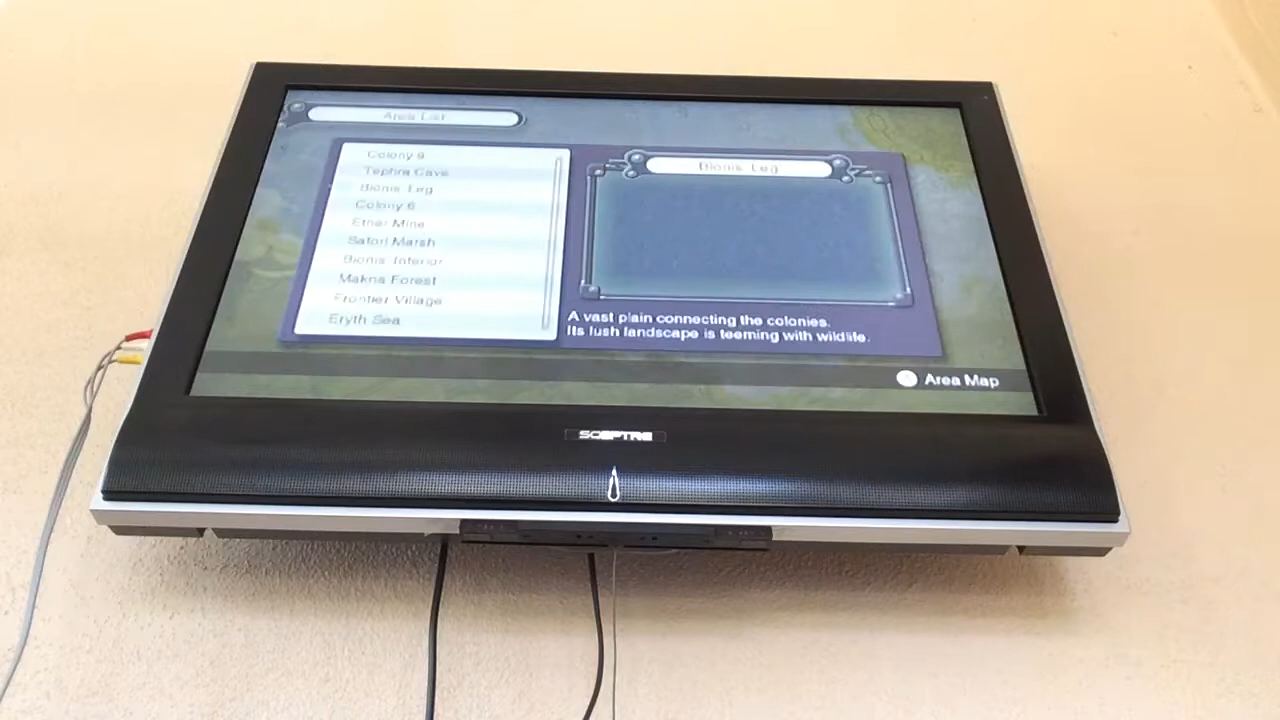 Area List
Colony 9
Tephra Cave
Bionis' Leg
Colony 6
Ether Mine
Satorl Marsh
Bionis' Interior
Makna Forest
Frontier Village
Eryth Sea
Bionis' Leg
A vast plain connecting the colonies.
Its lush landscape is teeming with wildlife.
Area Map
SCEPTRE